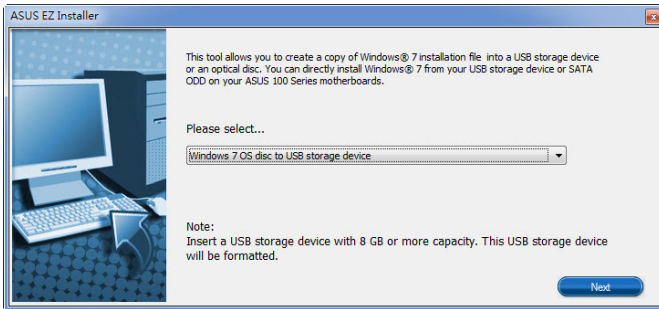 ASUS EZ Installer
This tool allows you to create a copy of Windows® 7 installation file into a USB storage device
or an optical disc. You can directly install Windows® 7 from your USB storage device or SATA
ODD on your ASUS 100 Series motherboards.
Please select...
Windows 7 OS disc to USB storage device
Note:
Insert a USB storage device with 8 GB or more capacity. This USB storage device
will be formatted.
Next